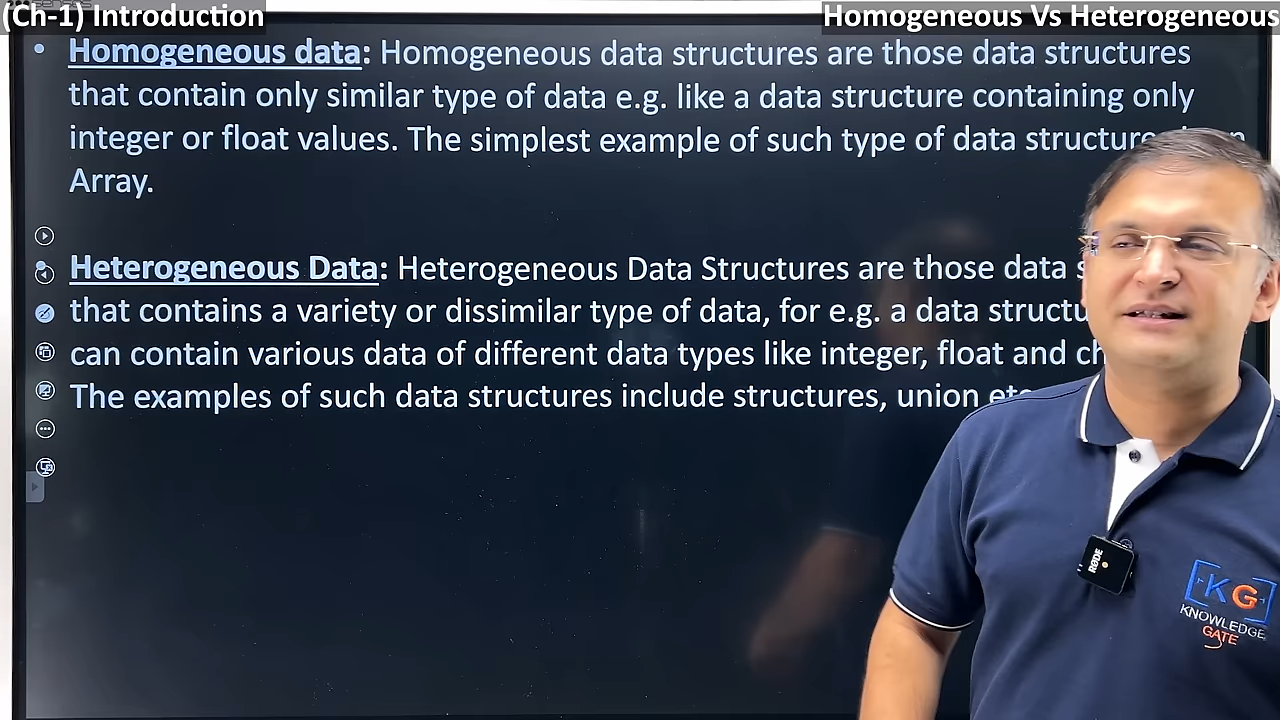 (Ch-1) Introduction
Homogeneous Vs Heterogeneous
• Homogeneous data: Homogeneous data structures are those data structures
that contain only similar type of data e.g. like a data structure containing only
integer or float values. The simplest example of such type of data structure
Array.
Heterogeneous Data: Heterogeneous Data Structures are those data
that contains a variety or dissimilar type of data, for e.g. a data
can contain various data of different data types like integer, float and
The examples of such data structures include structures, union
RØDE
KG
KNOWLEDGE
GATE